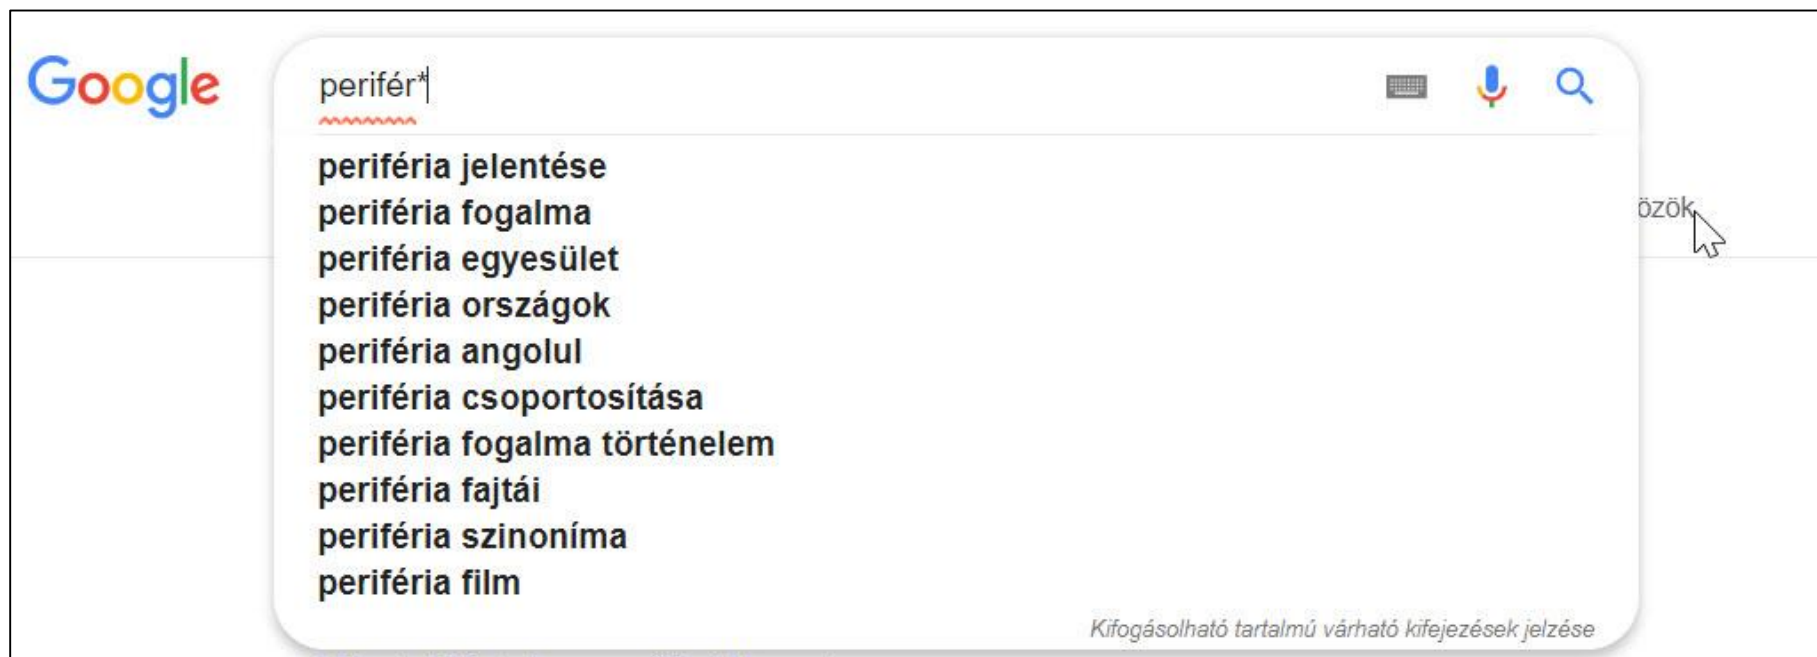 Google
perifér*
periféria jelentése
periféria fogalma
periféria egyesület
periféria országok
periféria angolul
periféria csoportosítása
periféria fogalma történelem
periféria fajtái
periféria szinoníma
periféria film
özök
Kifogásolható tartalmú várható kifejezések jelzése